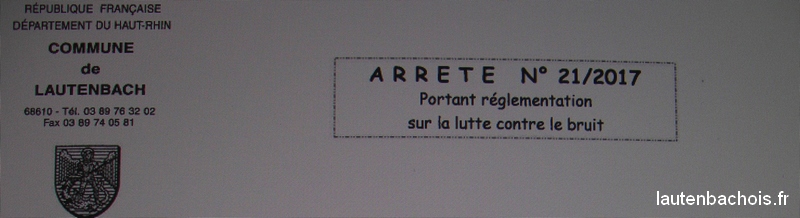 RÉPUBLIQUE FRANÇAISE
DÉPARTEMENT DU HAUT-RHIN
COMMUNE
de
LAUTENBACH
68610 - Tél. 03 89 76 32 02
Fax 03 89 74 05 81
ARRETE N° 21/2017
Portant réglementation
sur la lutte contre le bruit
lautenbachois.fr